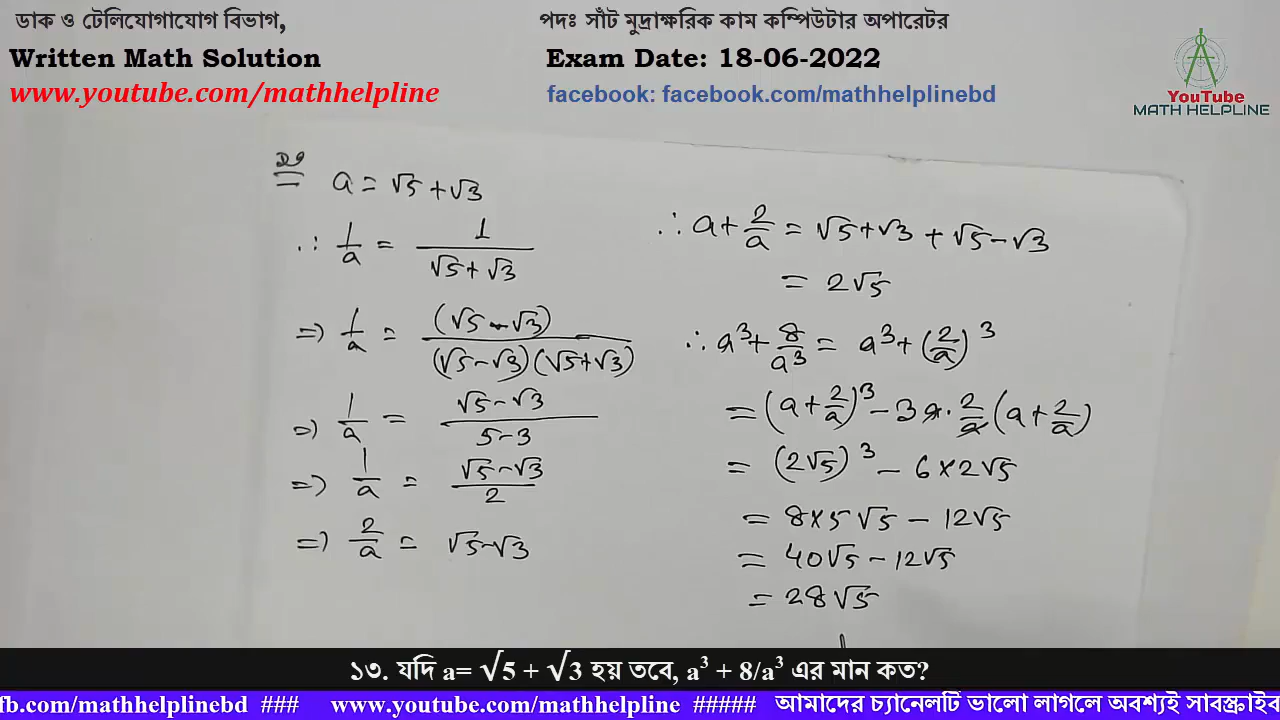 ডাক ও টেলিযোগাযোগ বিভাগ,
পদঃ সাঁট মুদ্রাক্ষরিক কাম কম্পিউটার অপারেটর
Written Math Solution
Exam Date: 18-06-2022
www.youtube.com/mathhelpline
facebook: facebook.com/mathhelplinebd
YouTube
MATH HELPLINE
১৩
a = √5 + √3
∴ 1/a = 1/(√5 + √3)
⇒ 1/a = (√5 - √3)/(√5 - √3)(√5 + √3)
⇒ 1/a = (√5 - √3)/(5 - 3)
⇒ 1/a = (√5 - √3)/2
⇒ 2/a = √5 - √3
∴ a + 2/a = √5 + √3 + √5 - √3
= 2√5
∴ a³ + 8/a³ = a³ + (2/a)³
= (a + 2/a)³ - 3 a · 2/a (a + 2/a)
= (2√5)³ - 6 × 2√5
= 8 × 5√5 - 12√5
= 40√5 - 12√5
= 28√5
১৩. যদি a= √5 + √3 হয় তবে, a³ + 8/a³ এর মান কত?
fb.com/mathhelplinebd ### www.youtube.com/mathhelpline ##### আমাদের চ্যানেলটি ভালো লাগলে অবশ্যই সাবস্ক্রাইব